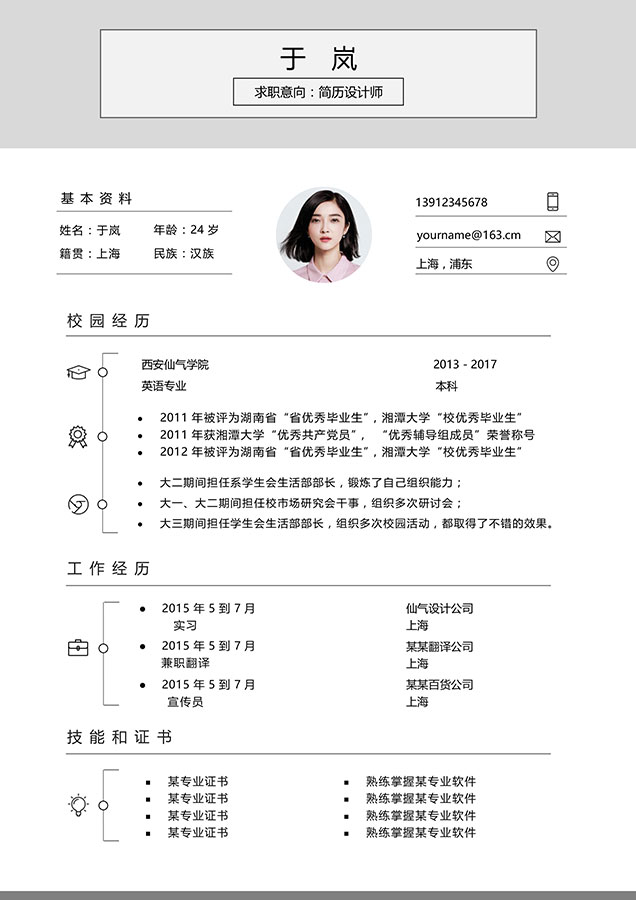 于 岚
求职意向：简历设计师
基本资料
姓名：于岚 年龄：24 岁
籍贯：上海 民族：汉族
13912345678
yourname@163.cm
上海，浦东
校园经历
西安仙气学院 2013 - 2017
英语专业 本科
• 2011 年被评为湖南省“省优秀毕业生”，湘潭大学“校优秀毕业生”
• 2011 年获湘潭大学“优秀共产党员”， “优秀辅导组成员”荣誉称号
• 2012 年被评为湖南省“省优秀毕业生”，湘潭大学“校优秀毕业生”
• 大二期间担任系学生会生活部部长，锻炼了自己组织能力；
• 大一、大二期间担任校市场研究会干事，组织多次研讨会；
• 大三期间担任学生会生活部部长，组织多次校园活动，都取得了不错的效果。
工作经历
• 2015 年 5 到 7 月 仙气设计公司
实习 上海
• 2015 年 5 到 7 月 某某翻译公司
兼职翻译 上海
• 2015 年 5 到 7 月 某某百货公司
宣传员 上海
技能和证书
▪ 某专业证书 ▪ 熟练掌握某专业软件
▪ 某专业证书 ▪ 熟练掌握某专业软件
▪ 某专业证书 ▪ 熟练掌握某专业软件
▪ 某专业证书 ▪ 熟练掌握某专业软件